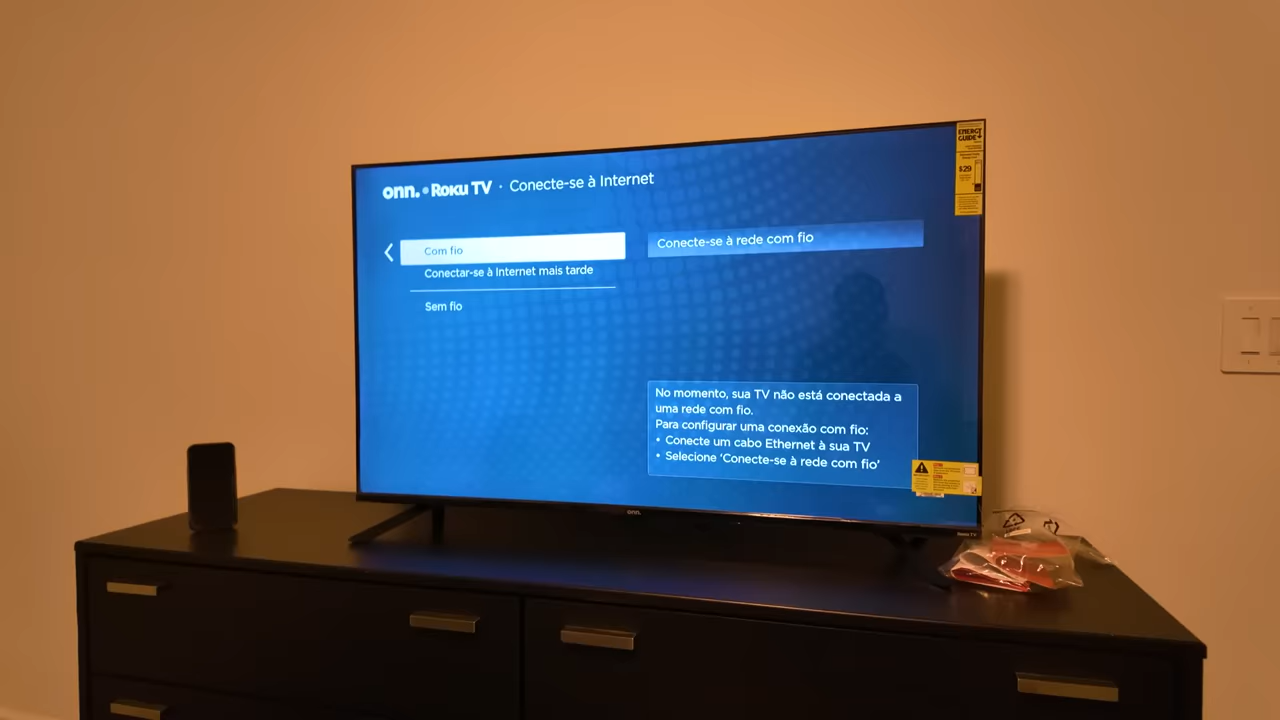 onn. • Roku TV · Conecte-se à Internet
Com fio
Conectar-se à Internet mais tarde
Sem fio
Conecte-se à rede com fio
No momento, sua TV não está conectada a
uma rede com fio.
Para configurar uma conexão com fio:
• Conecte um cabo Ethernet à sua TV
• Selecione 'Conecte-se à rede com fio'
ENERGY
GUIDE
$29
onn.
Roku TV